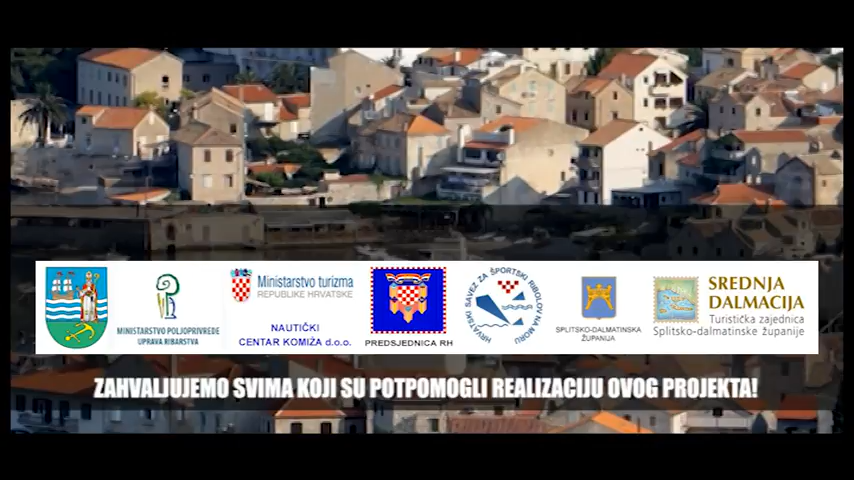 MINISTARSTVO POLJOPRIVREDE
UPRAVA RIBARSTVA
Ministarstvo turizma
REPUBLIKE HRVATSKE
NAUTIČKI
CENTAR KOMIŽA d.o.o.
PREDSJEDNICA RH
HRVATSKI SAVEZ ZA ŠPORTSKI RIBOLOV NA MORU
SPLITSKO-DALMATINSKA
ŽUPANIJA
SREDNJA
DALMACIJA
Turistička zajednica
Splitsko-dalmatinske županije
ZAHVALJUJEMO SVIMA KOJI SU POTPOMOGLI REALIZACIJU OVOG PROJEKTA!